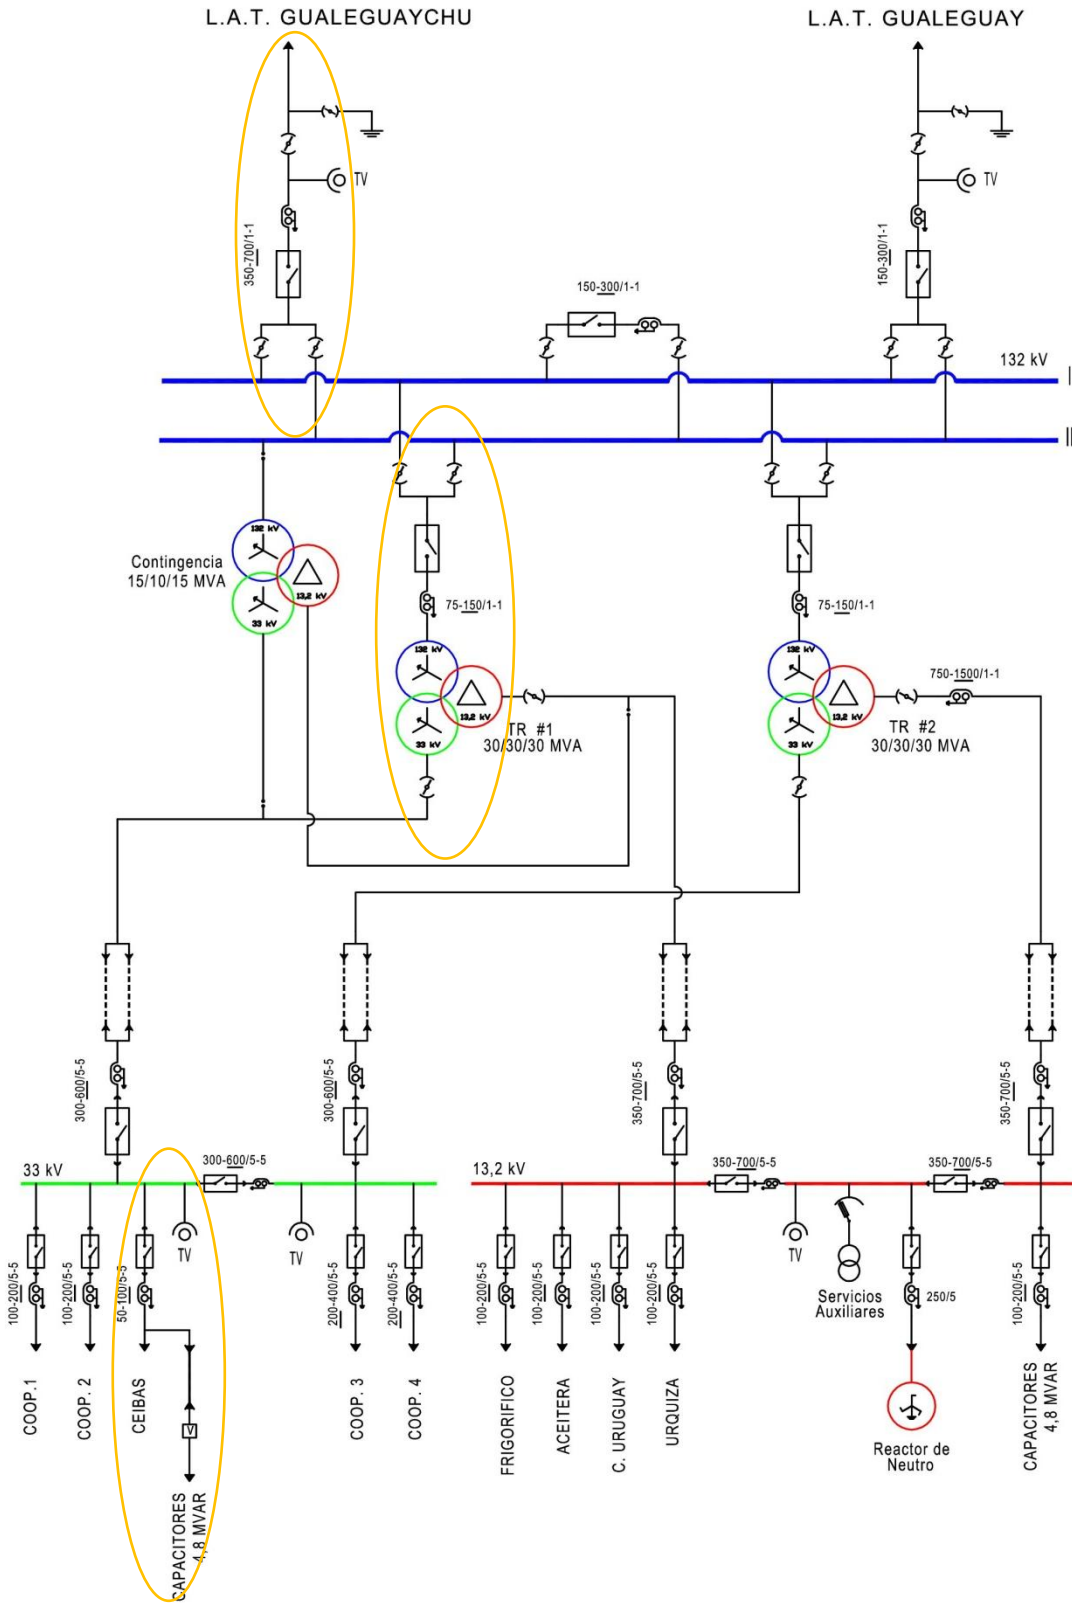 L.A.T. GUALEGUAYCHU
L.A.T. GUALEGUAY
TV
TV
350-700/1-1
150-300/1-1
150-300/1-1
132 kV
I
II
132 kV
13,2 kV
33 kV
Contingencia
15/10/15 MVA
75-150/1-1
75-150/1-1
132 kV
13,2 kV
33 kV
TR #1
30/30/30 MVA
132 kV
13,2 kV
33 kV
750-1500/1-1
TR #2
30/30/30 MVA
300-600/5-5
300-600/5-5
350-700/5-5
350-700/5-5
33 kV
300-600/5-5
13,2 kV
350-700/5-5
350-700/5-5
TV
TV
TV
100-200/5-5
100-200/5-5
50-100/5-5
200-400/5-5
200-400/5-5
100-200/5-5
100-200/5-5
100-200/5-5
100-200/5-5
Servicios
Auxiliares
250/5
100-200/5-5
COOP.1
COOP. 2
CEIBAS
COOP. 3
COOP. 4
FRIGORIFICO
ACEITERA
C. URUGUAY
URQUIZA
Reactor de
Neutro
CAPACITORES
4,8 MVAR
V
CAPACITORES
4,8 MVAR